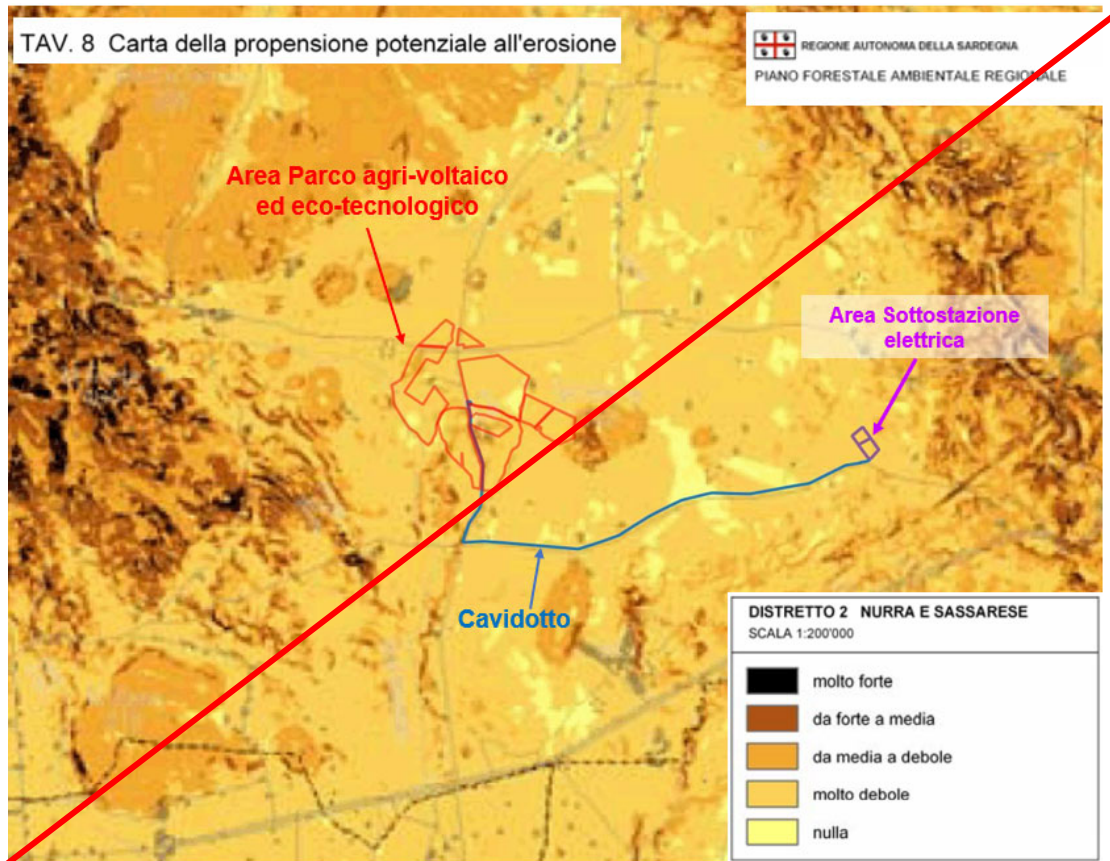 TAV. 8 Carta della propensione potenziale all'erosione
REGIONE AUTONOMA DELLA SARDEGNA
PIANO FORESTALE AMBIENTALE REGIONALE
Area Parco agri-voltaico
ed eco-tecnologico
Area Sottostazione
elettrica
Cavidotto
DISTRETTO 2 NURRA E SASSARESE
SCALA 1:200'000
molto forte
da forte a media
da media a debole
molto debole
nulla